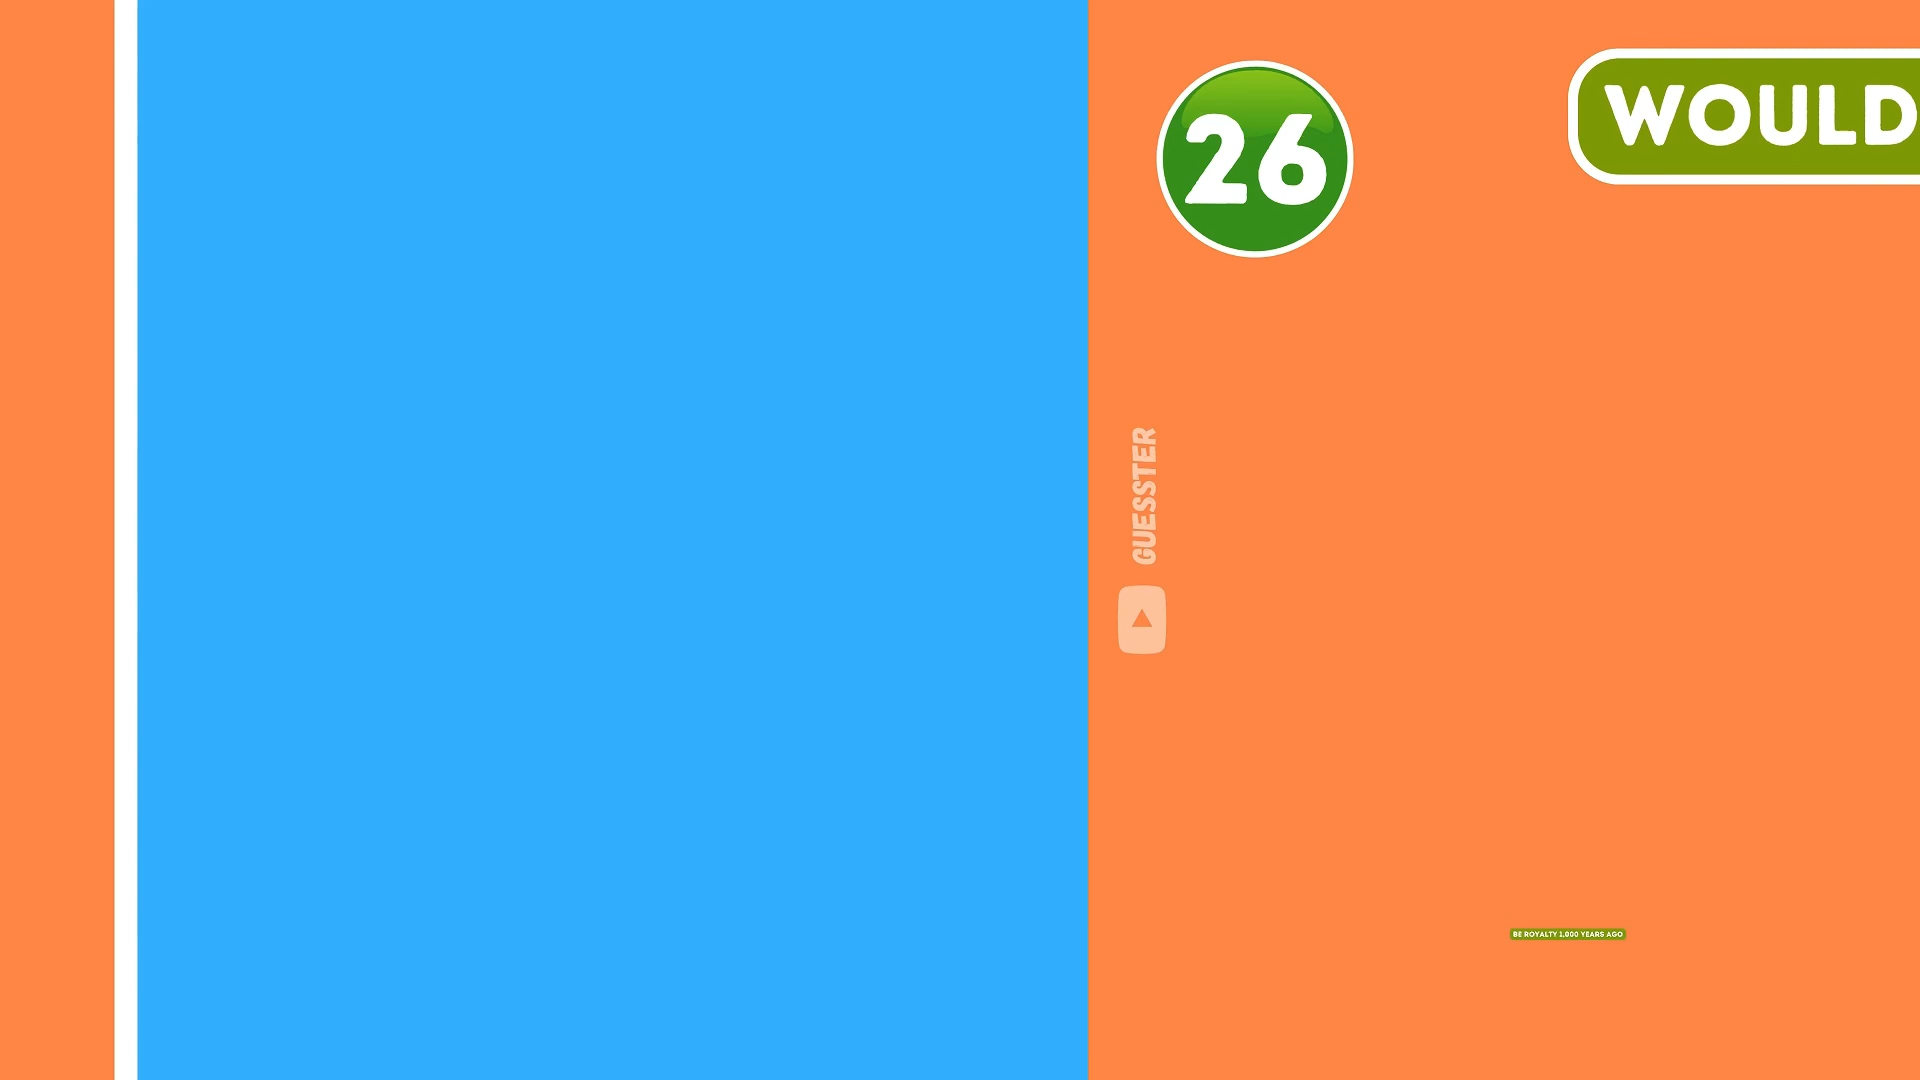 26
WOULD
GUESSTER
BE ROYALTY 1,000 YEARS AGO